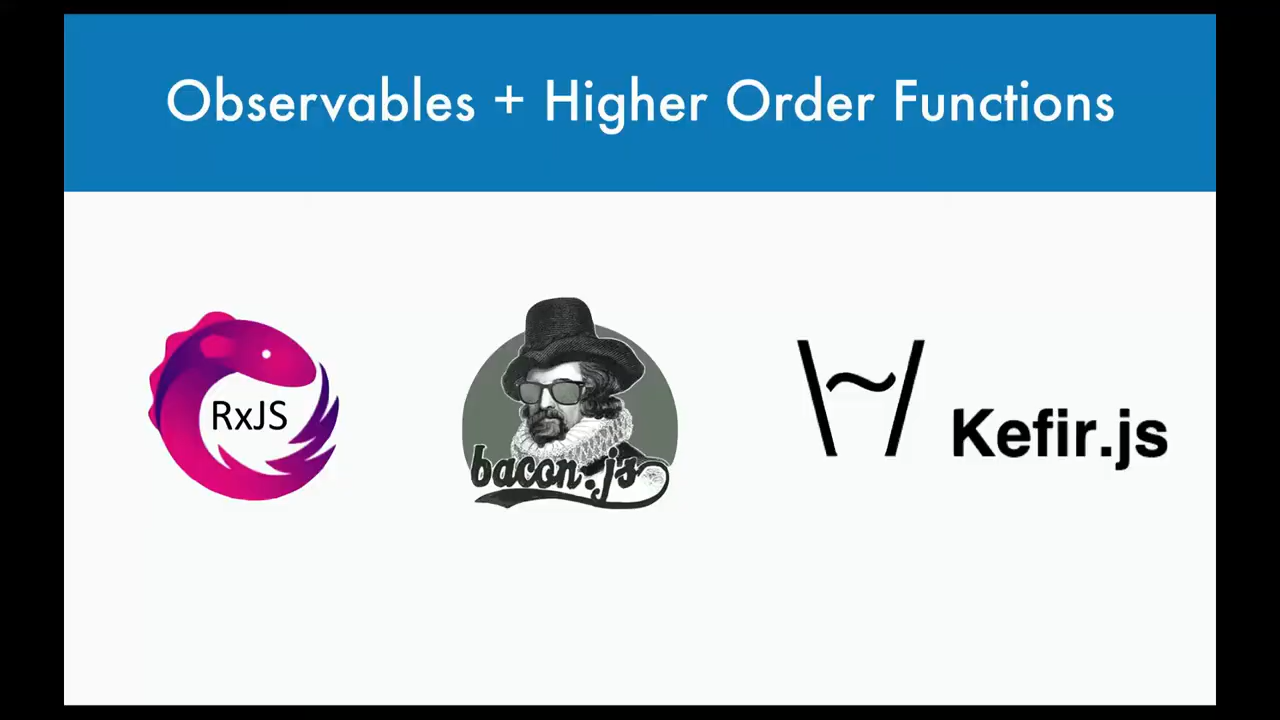 Observables + Higher Order Functions
RxJS
bacon.js
Kefir.js